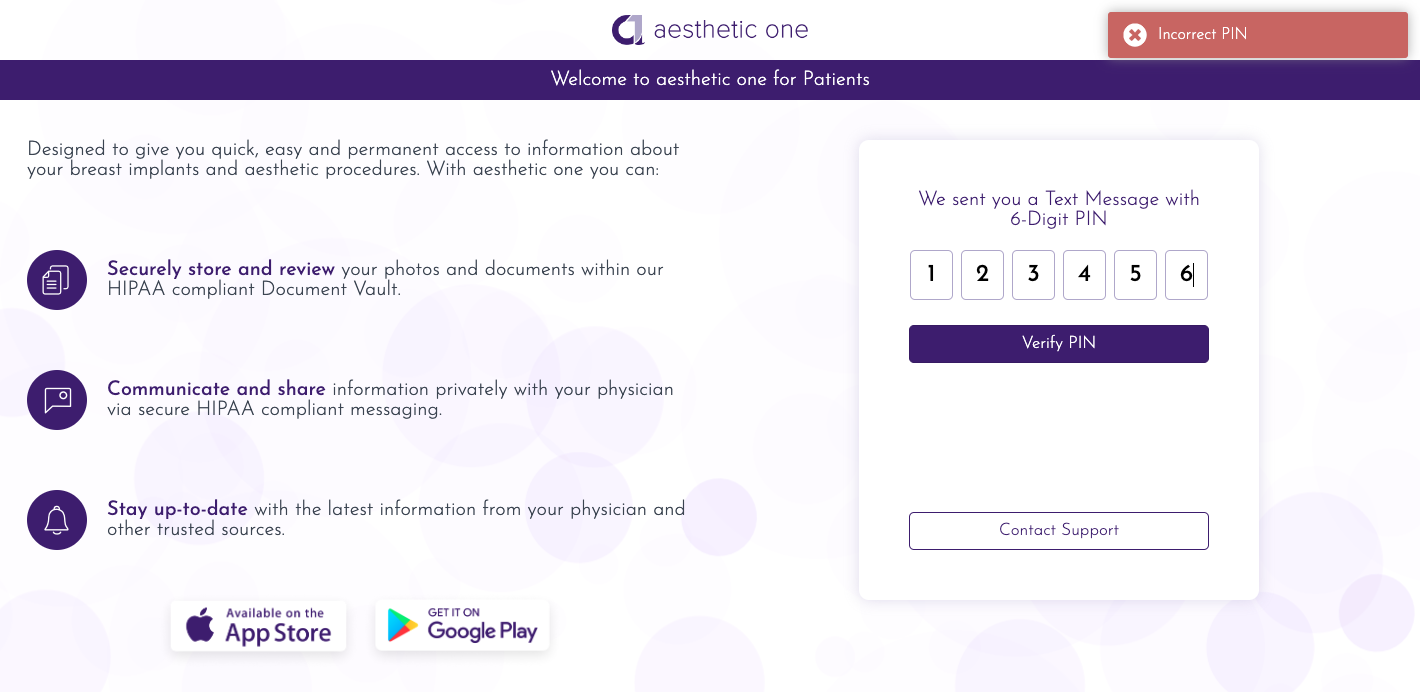 aesthetic one
Incorrect PIN
Welcome to aesthetic one for Patients
Designed to give you quick, easy and permanent access to information about
your breast implants and aesthetic procedures. With aesthetic one you can:
Securely store and review your photos and documents within our
HIPAA compliant Document Vault.
Communicate and share information privately with your physician
via secure HIPAA compliant messaging.
Stay up-to-date with the latest information from your physician and
other trusted sources.
Available on the
App Store
GET IT ON
Google Play
We sent you a Text Message with
6-Digit PIN
1 2 3 4 5 6
Verify PIN
Contact Support